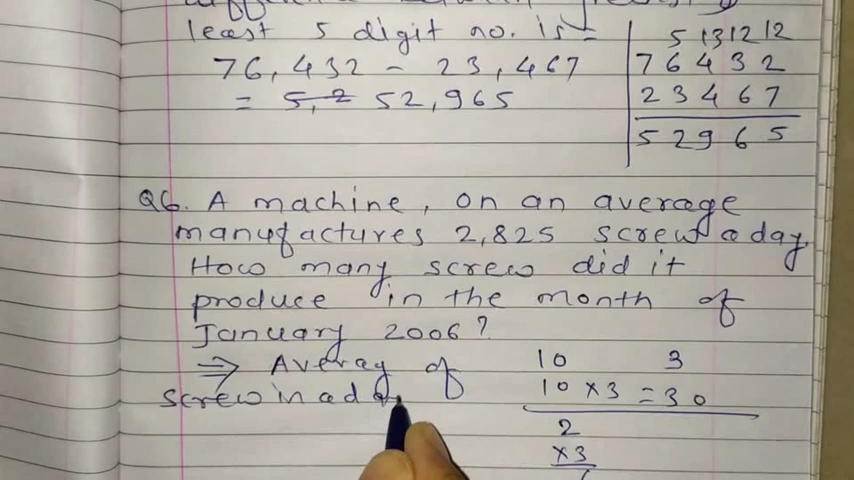 least 5 digit no. is =
76,432 - 23,467
= 5,2 52,965
5 13 12 12
7 6 4 3 2
2 3 4 6 7
5 2 9 6 5
Q6. A machine, on an average
manufactures 2,825 screw a day.
How many screw did it
produce in the month of
January 2006?
⇒ Averag of
screw in a d
10 3
10 × 3 = 30
2
×3